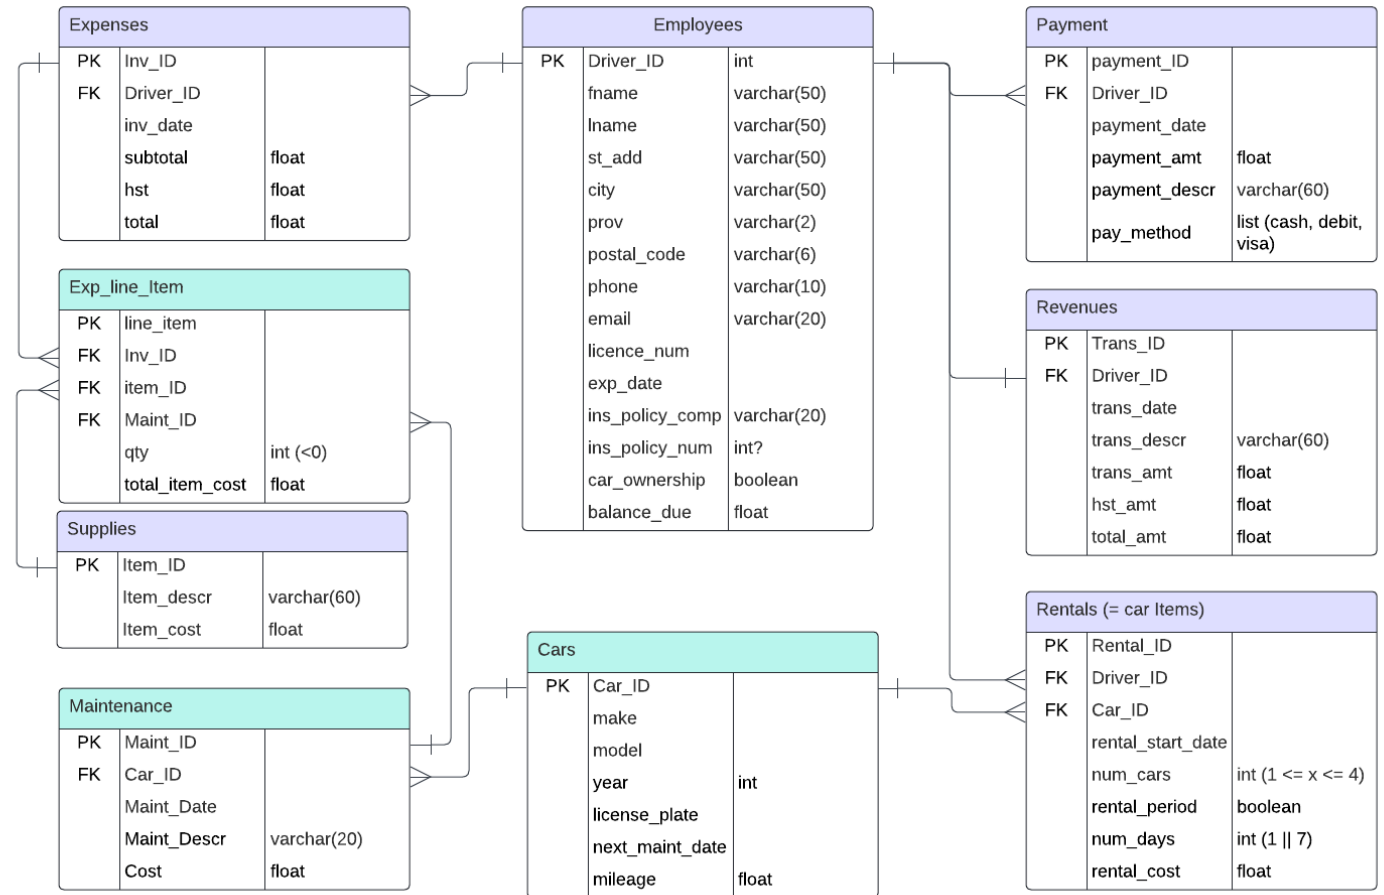 Expenses
PK Inv_ID
FK Driver_ID
inv_date
subtotal float
hst float
total float
Exp_line_Item
PK line_item
FK Inv_ID
FK item_ID
FK Maint_ID
qty int (<0)
total_item_cost float
Supplies
PK Item_ID
Item_descr varchar(60)
Item_cost float
Maintenance
PK Maint_ID
FK Car_ID
Maint_Date
Maint_Descr varchar(20)
Cost float
Employees
PK Driver_ID int
fname varchar(50)
lname varchar(50)
st_add varchar(50)
city varchar(50)
prov varchar(2)
postal_code varchar(6)
phone varchar(10)
email varchar(20)
licence_num
exp_date
ins_policy_comp varchar(20)
ins_policy_num int?
car_ownership boolean
balance_due float
Cars
PK Car_ID
make
model
year int
license_plate
next_maint_date
mileage float
Payment
PK payment_ID
FK Driver_ID
payment_date
payment_amt float
payment_descr varchar(60)
pay_method list (cash, debit,
visa)
Revenues
PK Trans_ID
FK Driver_ID
trans_date
trans_descr varchar(60)
trans_amt float
hst_amt float
total_amt float
Rentals (= car Items)
PK Rental_ID
FK Driver_ID
FK Car_ID
rental_start_date
num_cars int (1 <= x <= 4)
rental_period boolean
num_days int (1 || 7)
rental_cost float